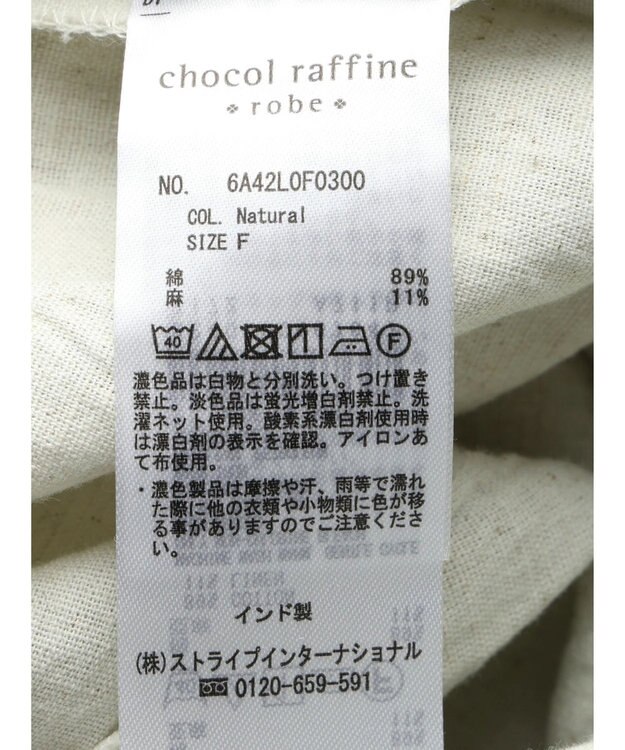 chocol raffine
robe
NO. 6A42L0F0300
COL. Natural
SIZE F
綿 89%
麻 11%
40 F
濃色品は白物と分別洗い。つけ置き
禁止。淡色品は蛍光増白剤禁止。洗
濯ネット使用。酸素系漂白剤使用時
は漂白剤の表示を確認。アイロンあ
て布使用。
・濃色製品は摩擦や汗、雨等で濡れ
た際に他の衣類や小物類に色が移
る事がありますのでご注意くださ
い。
インド製
(株)ストライプインターナショナル
0120-659-591